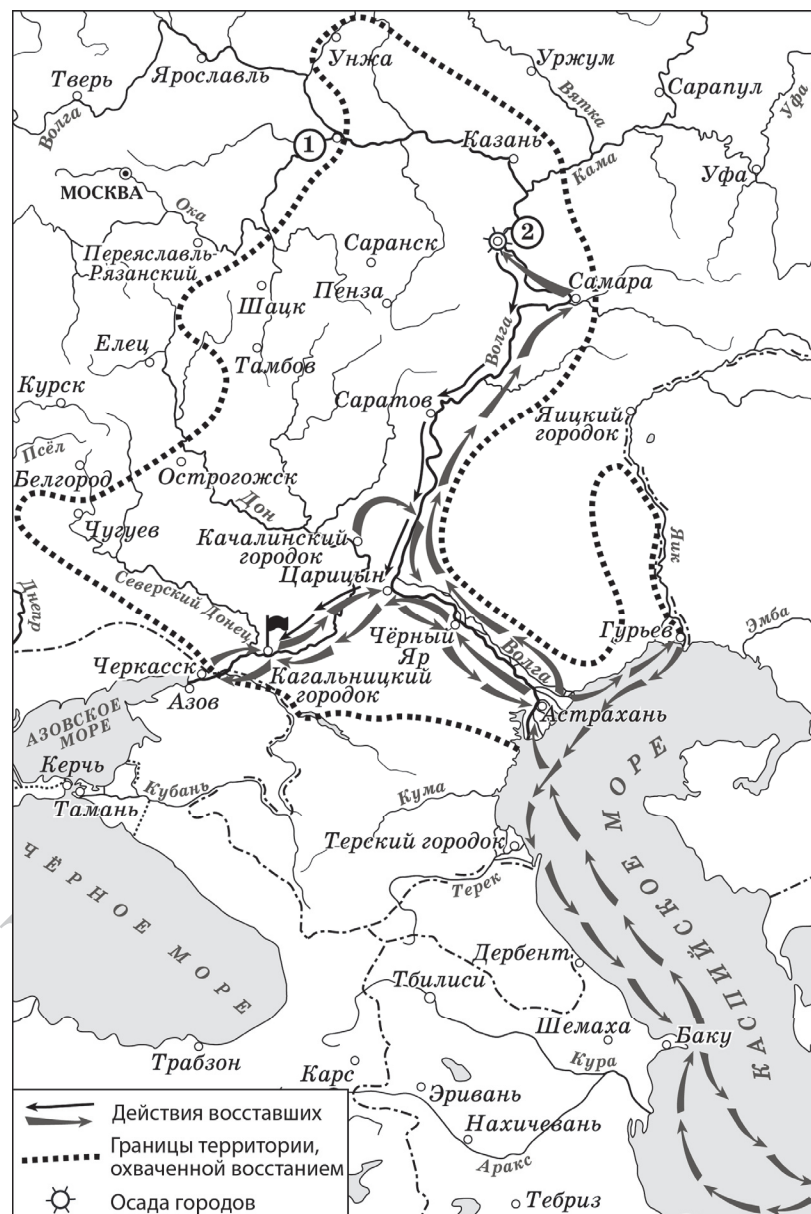 Унжа
Уржум
Тверь
Ярославль
Вятка
Сарапул
Уфа
Волга
1
Казань
Кама
Уфа
МОСКВА
Ока
2
Переяславль-
Рязанский
Саранск
Самара
Шацк
Пенза
Волга
Елец
Тамбов
Курск
Саратов
Яицкий
городок
Псёл
Белгород
Острогожск
Дон
Чугуев
Качалинский
городок
Яик
Царицын
Северский Донец
Днепр
Чёрный
Яр
Волга
Гурьев
Эмба
Черкасск
Кагальницкий
городок
Азов
Астрахань
АЗОВСКОЕ
МОРЕ
Керчь
Кубань
Тамань
Кума
КАСПИЙСКОЕ МОРЕ
Терский городок
ЧЁРНОЕ МОРЕ
Терек
Дербент
Тбилиси
Шемаха
Баку
Трабзон
Кура
Карс
Эривань
Нахичевань
Аракс
Тебриз
Действия восставших
Границы территории,
охваченной восстанием
Осада городов